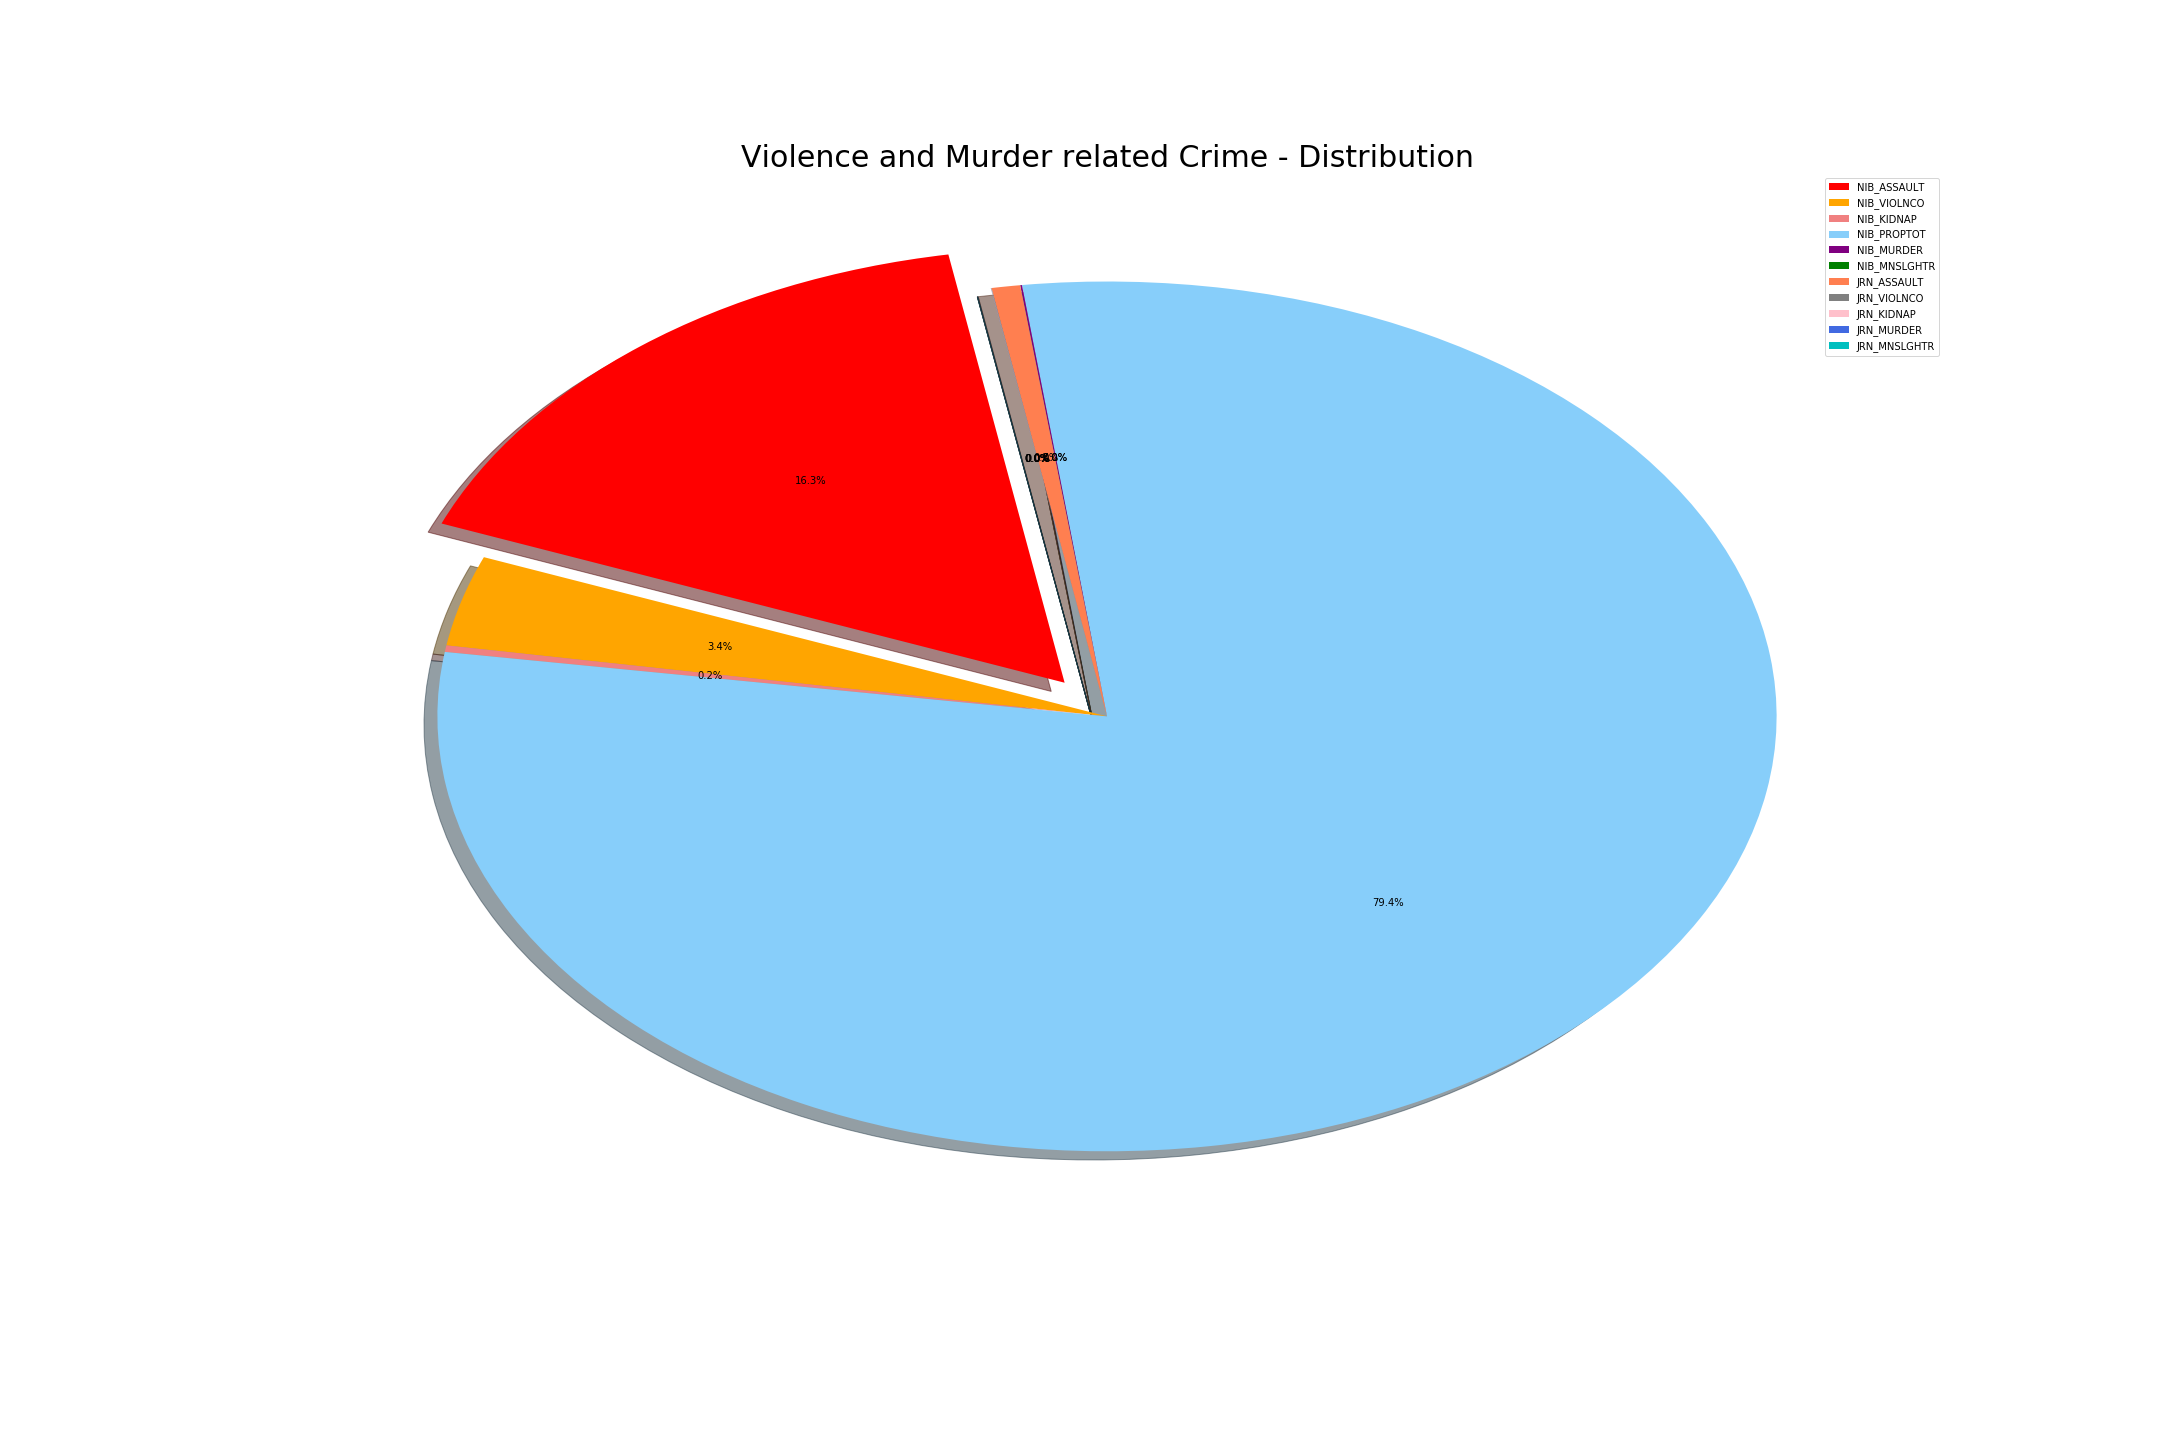 Violence and Murder related Crime - Distribution
NIB_ASSAULT
NIB_VIOLNCO
NIB_KIDNAP
NIB_PROPTOT
NIB_MURDER
NIB_MNSLGHTR
JRN_ASSAULT
JRN_VIOLNCO
JRN_KIDNAP
JRN_MURDER
JRN_MNSLGHTR
16.3%
3.4%
0.2%
79.4%